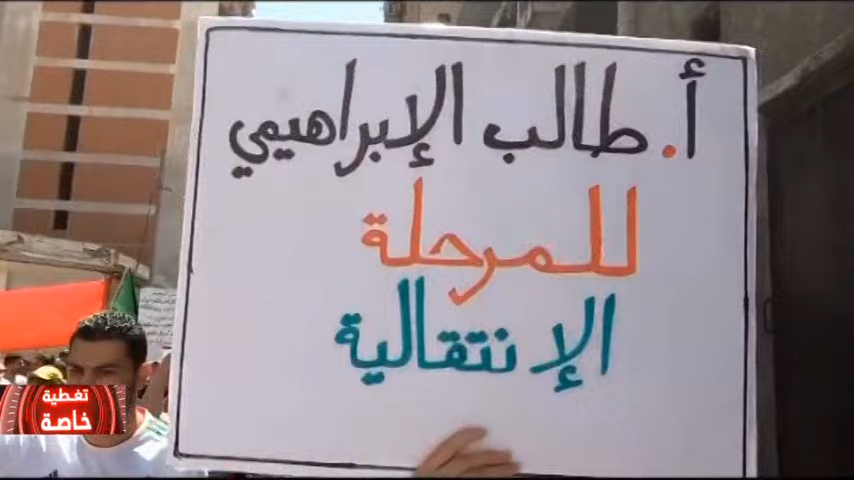 أ. طالب الإبراهيمي
للمرحلة
الإنتقالية
تغطية
خاصة